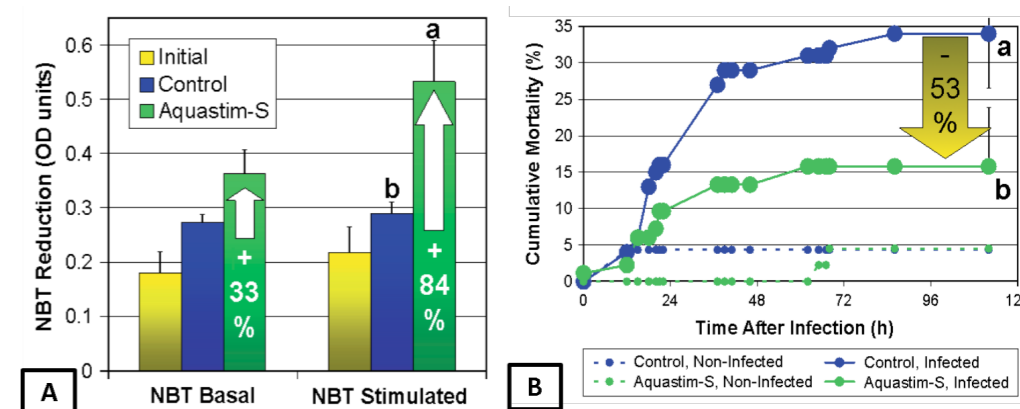 NBT Reduction (OD units)
0.6
0.5
0.4
0.3
0.2
0.1
0
Initial
Control
Aquastim-S
a
b
+
33
%
+
84
%
NBT Basal
NBT Stimulated
A
Cumulative Mortality (%)
35
30
25
20
15
10
5
0
-
53
%
a
b
0
24
48
72
96
12
Time After Infection (h)
Control, Non-Infected
Control, Infected
Aquastim-S, Non-Infected
Aquastim-S, Infected
B